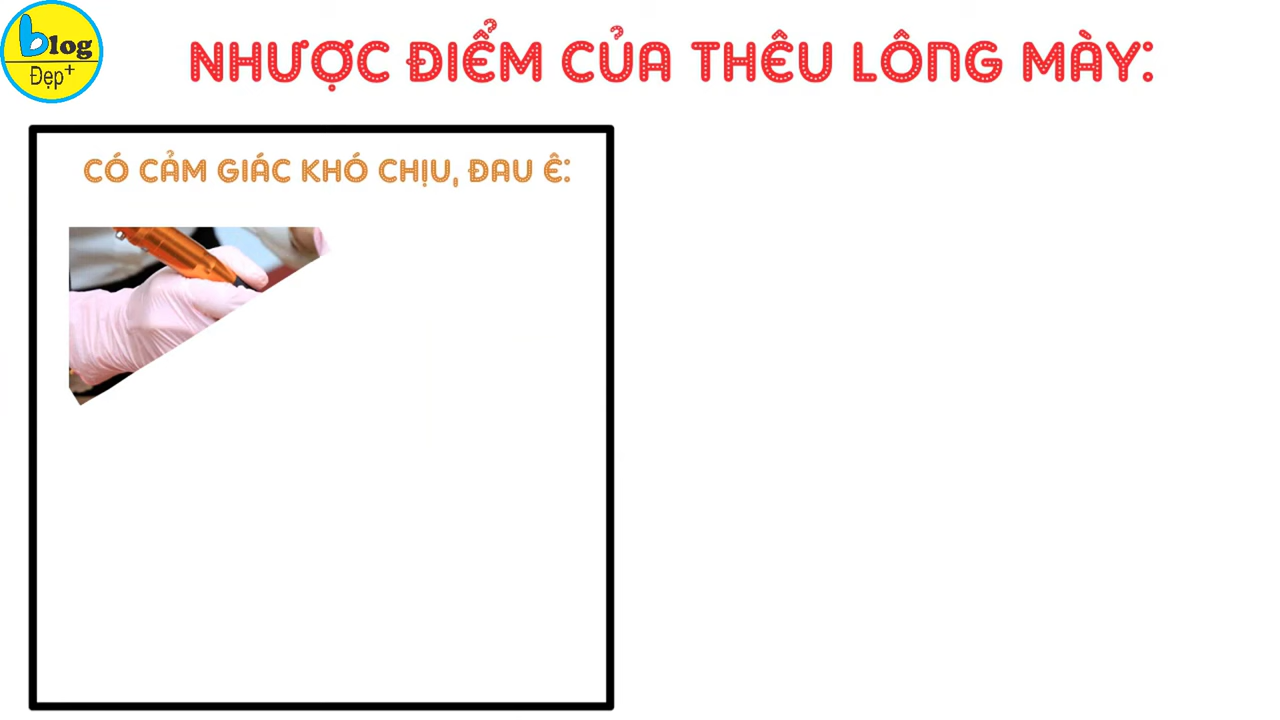 blog
Đẹp+
NHƯỢC ĐIỂM CỦA THÊU LÔNG MÀY:
CÓ CẢM GIÁC KHÓ CHỊU, ĐAU Ê: